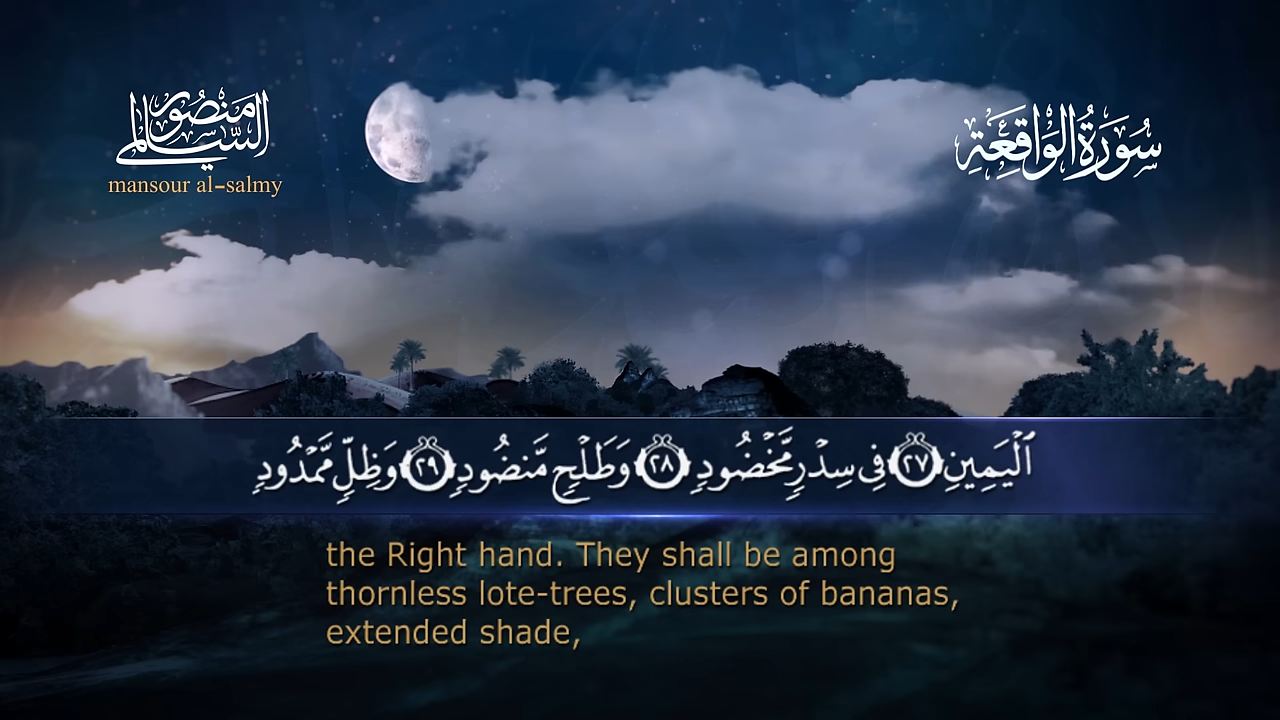 منصور السالمي
mansour al-salmy
سُورَةُ الوَاقِعَةِ
ٱلْيَمِينِ ٢٧ فِى سِدْرٍ مَّخْضُودٍ ٢٨ وَطَلْحٍ مَّنضُودٍ ٢٩ وَظِلٍّ مَّمْدُودٍ
the Right hand. They shall be among
thornless lote-trees, clusters of bananas,
extended shade,